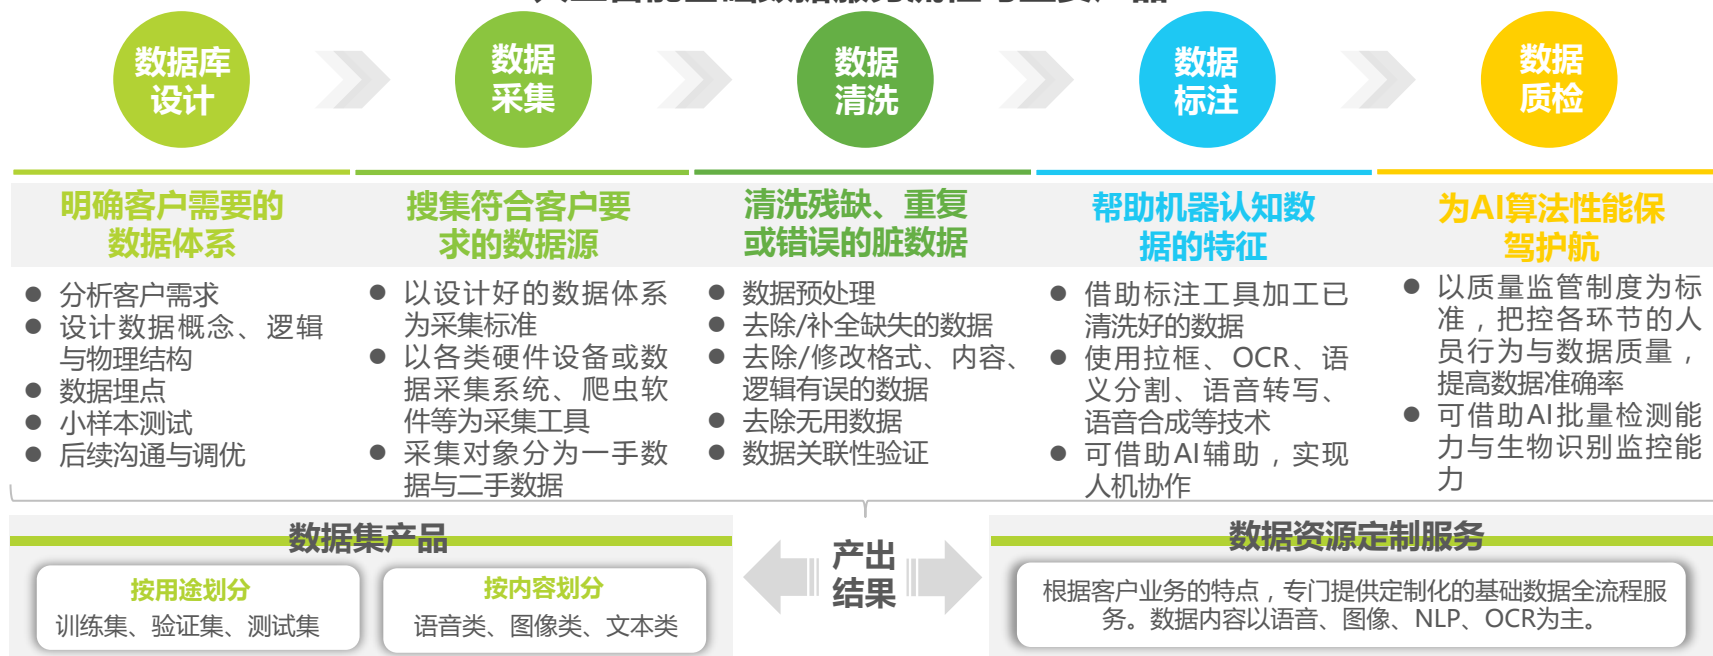 数据库
设计
数据
采集
数据
清洗
数据
标注
数据
质检
明确客户需要的
数据体系
搜集符合客户要
求的数据源
清洗残缺、重复
或错误的脏数据
帮助机器认知数
据的特征
为AI算法性能保
驾护航
● 分析客户需求
● 设计数据概念、逻辑
与物理结构
● 数据埋点
● 小样本测试
● 后续沟通与调优
● 以设计好的数据体系
为采集标准
● 以各类硬件设备或数
据采集系统、爬虫软
件等为采集工具
● 采集对象分为一手数
据与二手数据
● 数据预处理
● 去除/补全缺失的数据
● 去除/修改格式、内容、
逻辑有误的数据
● 去除无用数据
● 数据关联性验证
● 借助标注工具加工已
清洗好的数据
● 使用拉框、OCR、语
义分割、语音转写、
语音合成等技术
● 可借助AI辅助，实现
人机协作
● 以质量监管制度为标
准，把控各环节的人
员行为与数据质量，
提高数据准确率
● 可借助AI批量检测能
力与生物识别监控能
力
数据集产品
按用途划分
训练集、验证集、测试集
按内容划分
语音类、图像类、文本类
产出
结果
数据资源定制服务
根据客户业务的特点，专门提供定制化的基础数据全流程服
务。数据内容以语音、图像、NLP、OCR为主。